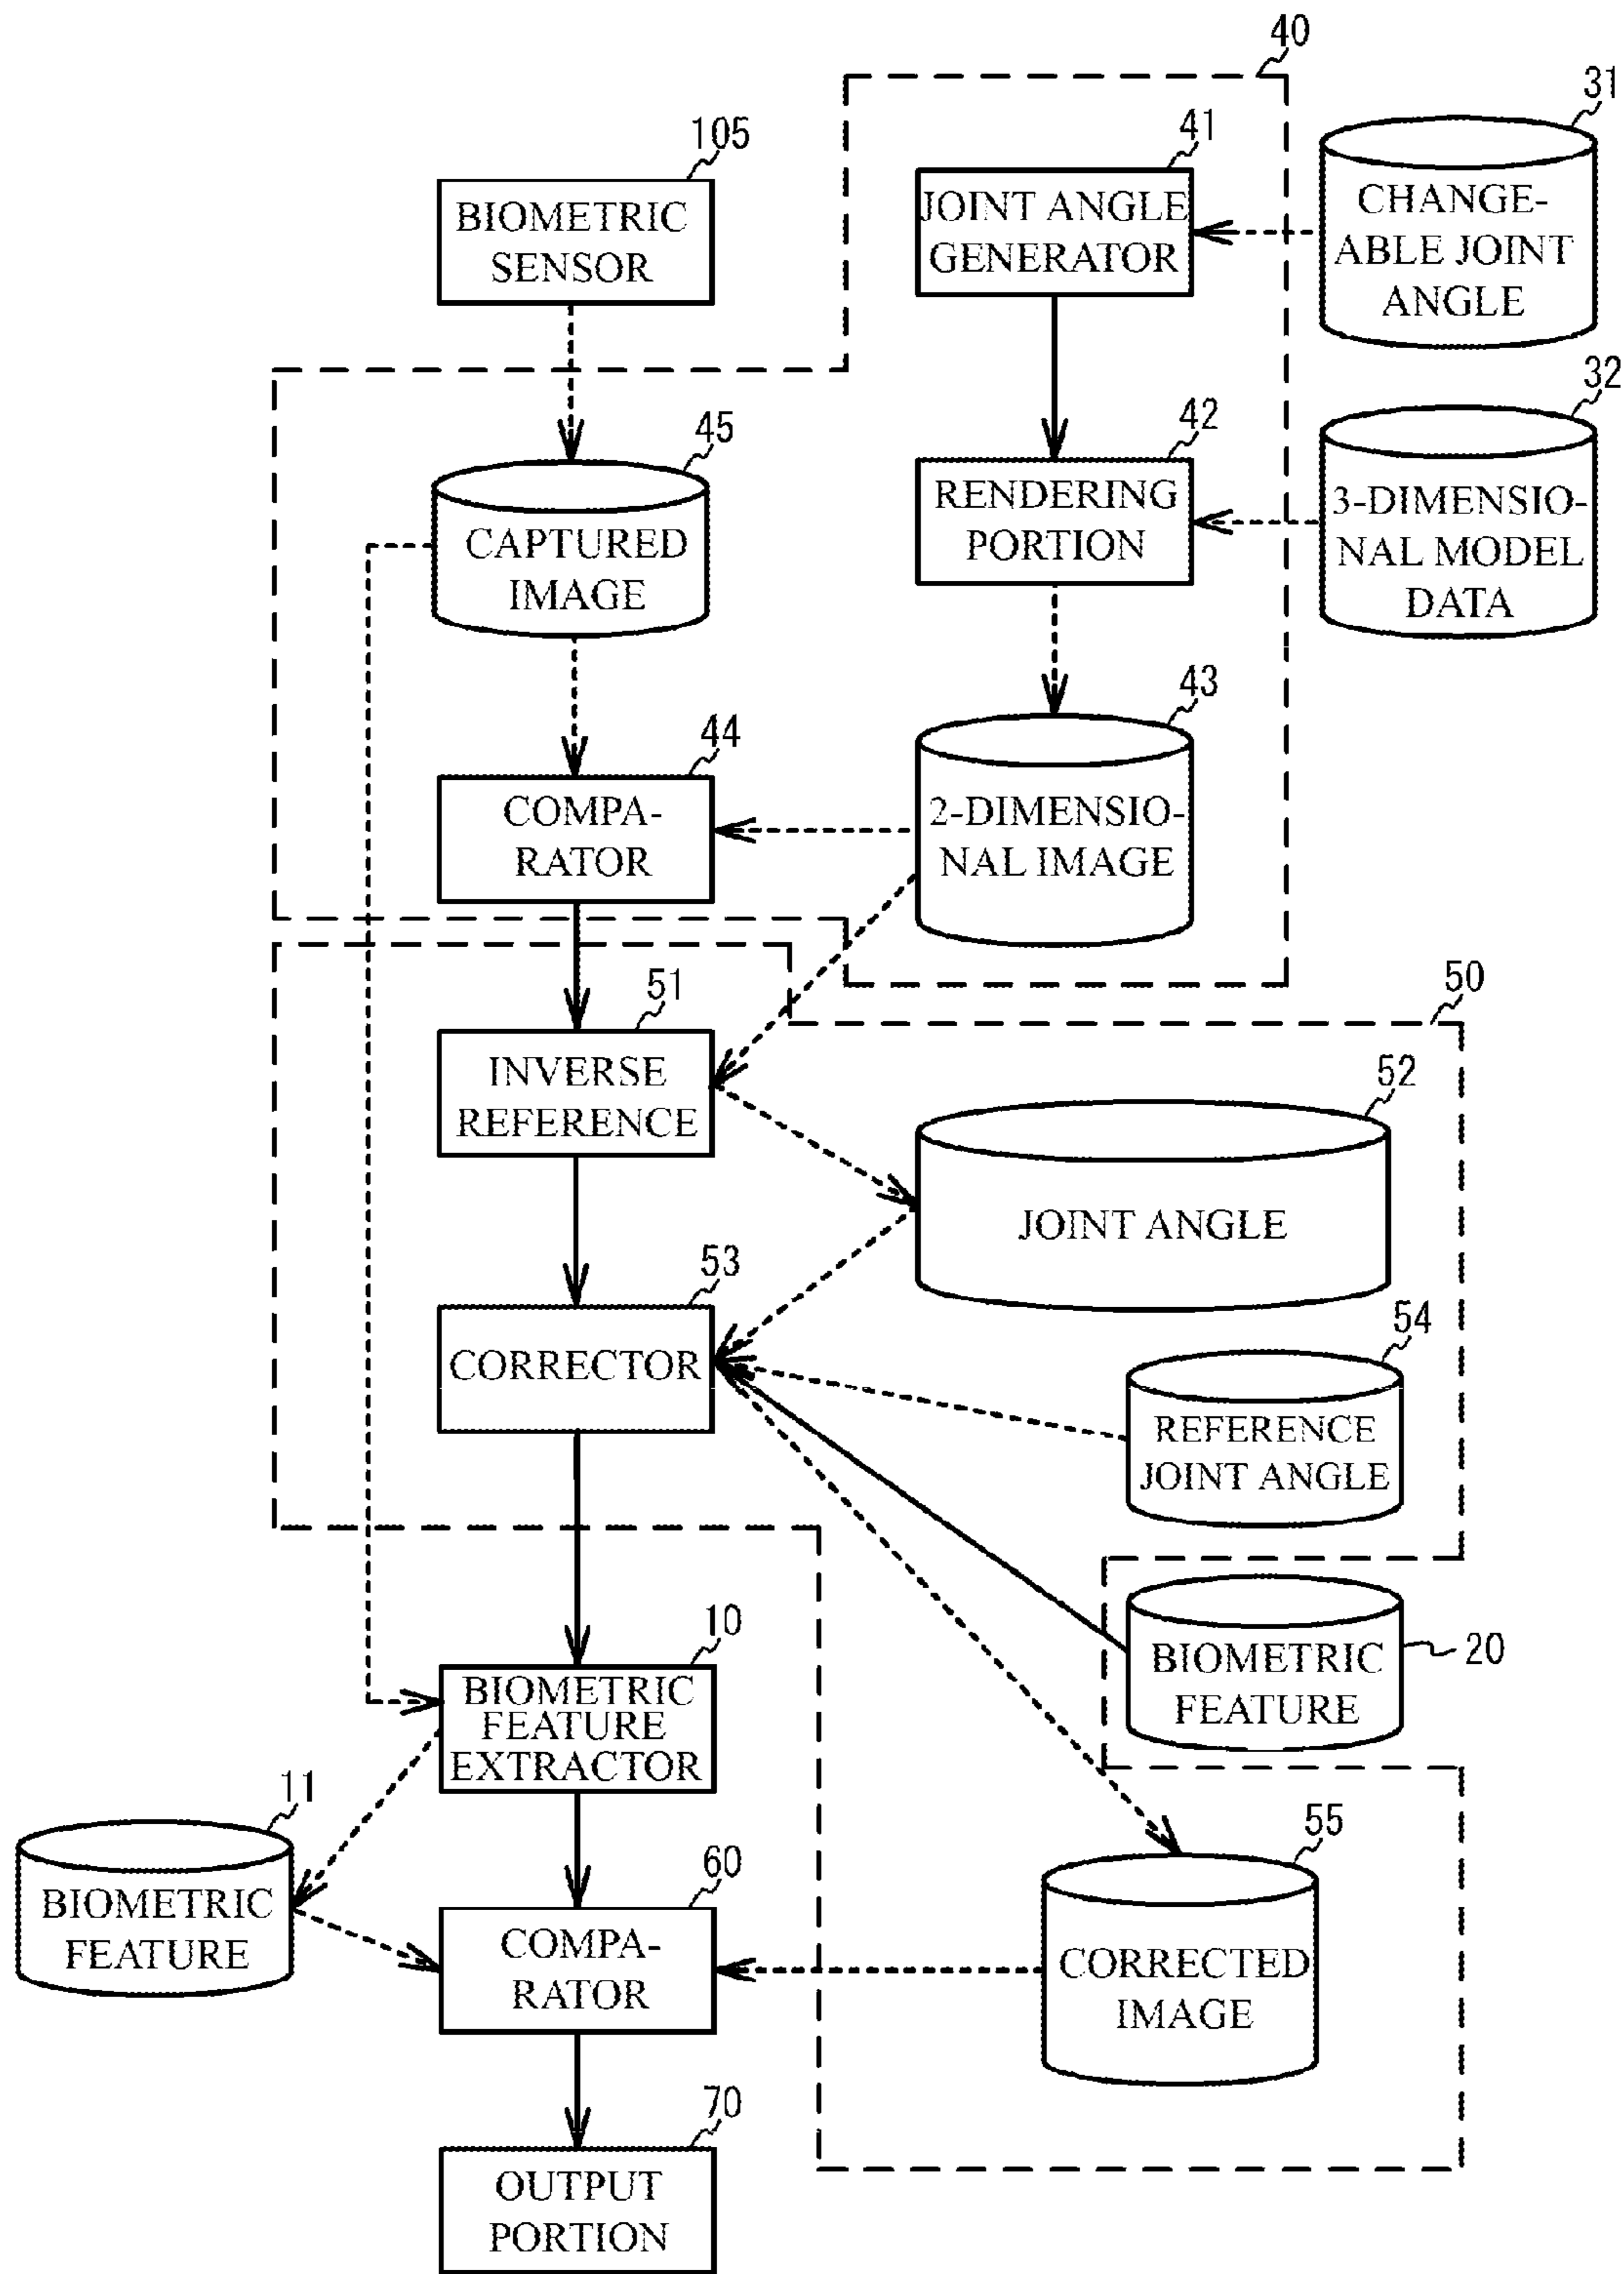 40
31
105
41
BIOMETRIC
SENSOR
JOINT ANGLE
GENERATOR
CHANGE-
ABLE JOINT
ANGLE
32
45
42
CAPTURED
IMAGE
RENDERING
PORTION
3-DIMENSIO-
NAL MODEL
DATA
43
44
COMPA-
RATOR
2-DIMENSIO-
NAL IMAGE
51
50
INVERSE
REFERENCE
52
JOINT ANGLE
53
CORRECTOR
54
REFERENCE
JOINT ANGLE
10
BIOMETRIC
FEATURE
EXTRACTOR
BIOMETRIC
FEATURE
20
11
BIOMETRIC
FEATURE
60
COMPA-
RATOR
55
CORRECTED
IMAGE
70
OUTPUT
PORTION